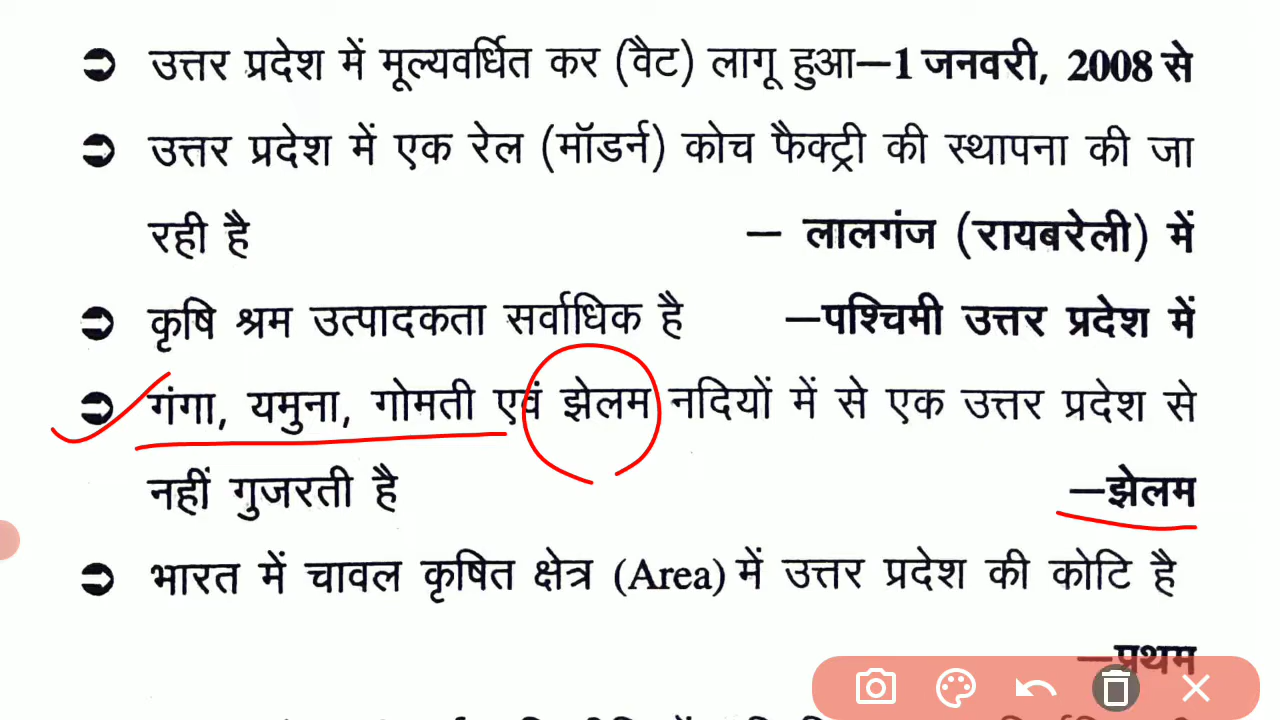 ➲ उत्तर प्रदेश में मूल्यवर्धित कर (वैट) लागू हुआ—1 जनवरी, 2008 से
➲ उत्तर प्रदेश में एक रेल (मॉडर्न) कोच फैक्ट्री की स्थापना की जा
रही है — लालगंज (रायबरेली) में
➲ कृषि श्रम उत्पादकता सर्वाधिक है —पश्चिमी उत्तर प्रदेश में
➲ गंगा, यमुना, गोमती एवं झेलम नदियों में से एक उत्तर प्रदेश से
नहीं गुजरती है —झेलम
➲ भारत में चावल कृषित क्षेत्र (Area) में उत्तर प्रदेश की कोटि है
—प्रथम